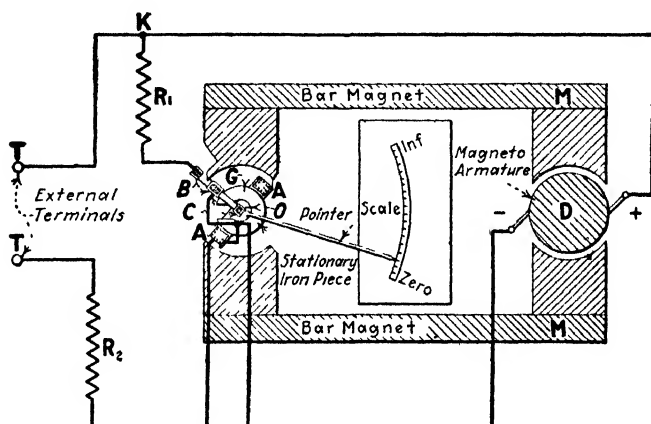 K
R1
Bar Magnet M
Inf
Magneto
Armature
T
External
Terminals
T
B
G
A
C
O
A
Scale
Pointer
Stationary
Iron Piece
Zero
- D +
Bar Magnet M
R2